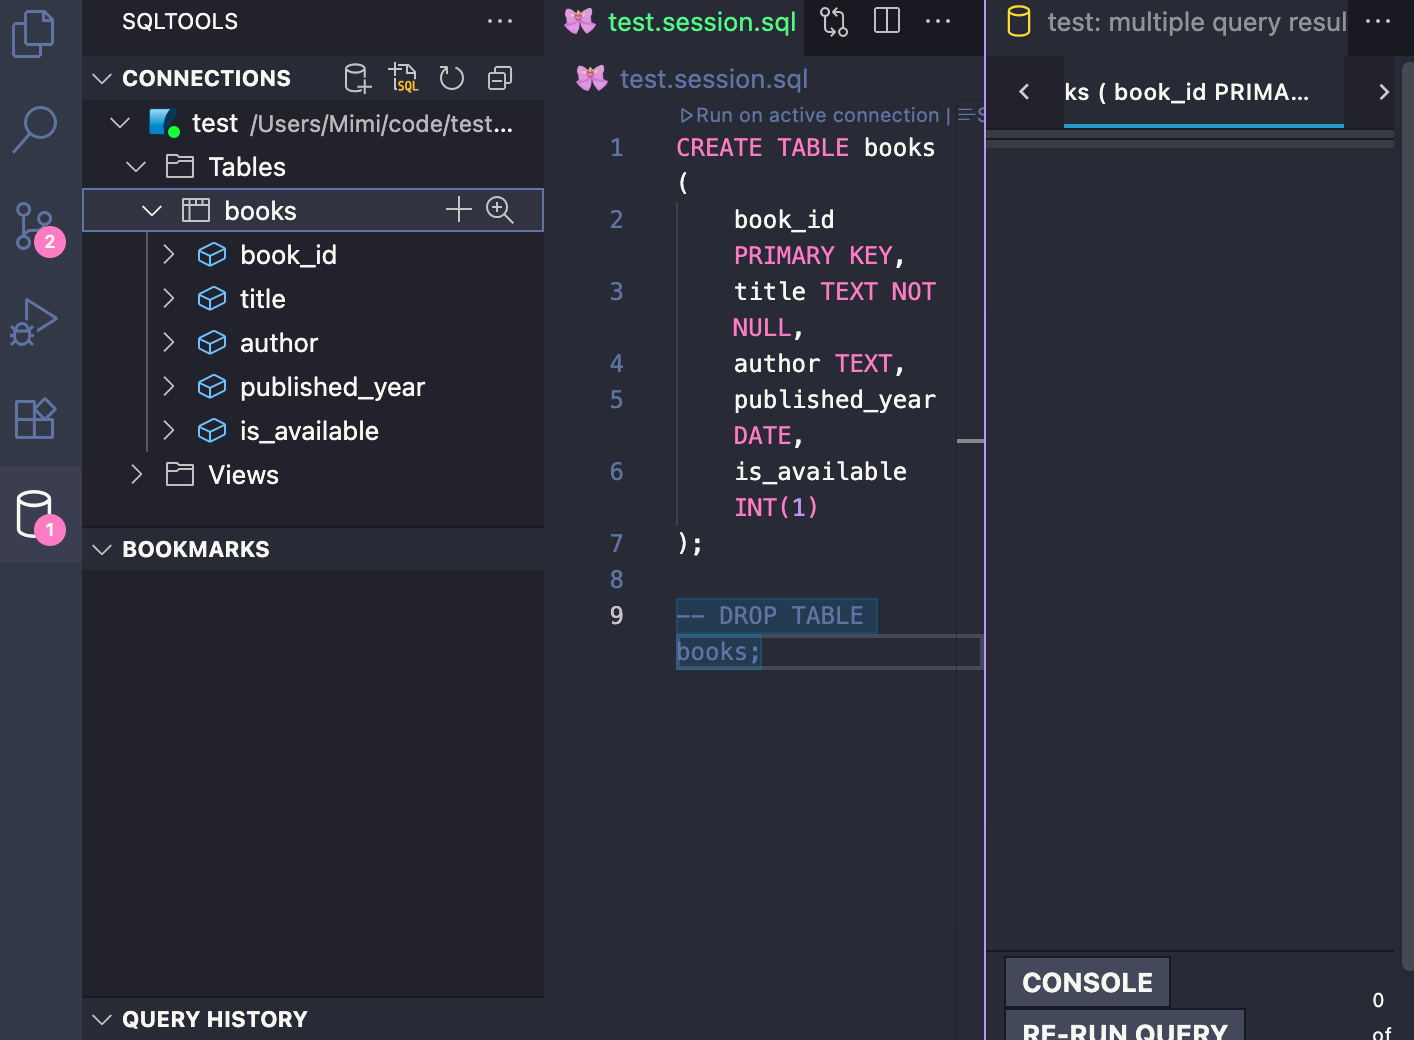 SQLTOOLS
CONNECTIONS
SQL
test /Users/Mimi/code/test...
Tables
books
book_id
title
author
published_year
is_available
Views
BOOKMARKS
QUERY HISTORY
2
1
test.session.sql
test.session.sql
Run on active connection | S
1 CREATE TABLE books
(
2 book_id
PRIMARY KEY,
3 title TEXT NOT
NULL,
4 author TEXT,
5 published_year
DATE,
6 is_available
INT(1)
7 );
8
9 -- DROP TABLE
books;
test: multiple query resul
ks ( book_id PRIMA...
CONSOLE
RE-RUN QUERY
0
of